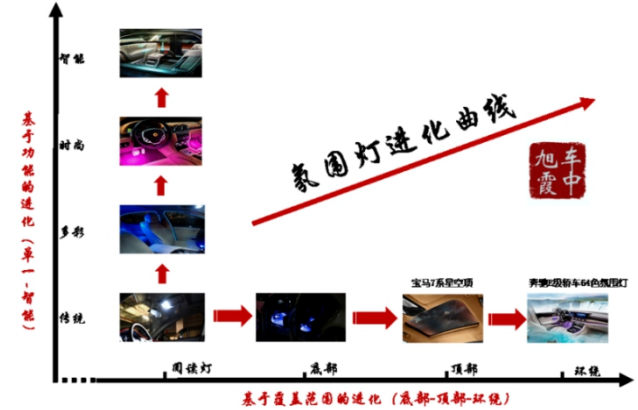 智能
时尚
多彩
传统
基于功能的进化（单一~智能）
氛围灯进化曲线
车中
旭霞
宝马7系星空顶
奔驰E级轿车64色氛围灯
阅读灯
底部
顶部
环绕
基于覆盖范围的进化（底部-顶部-环绕）